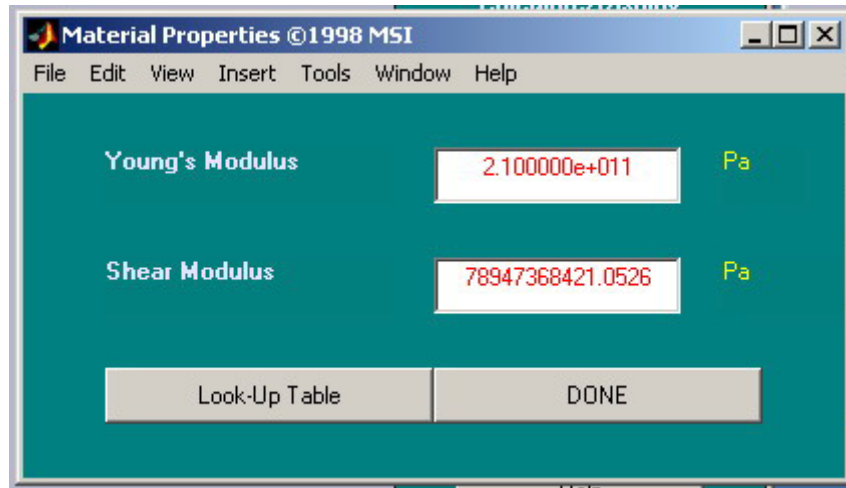 Material Properties ©1998 MSI
File Edit View Insert Tools Window Help
Young's Modulus 2.100000e+011 Pa
Shear Modulus 78947368421.0526 Pa
Look-Up Table DONE